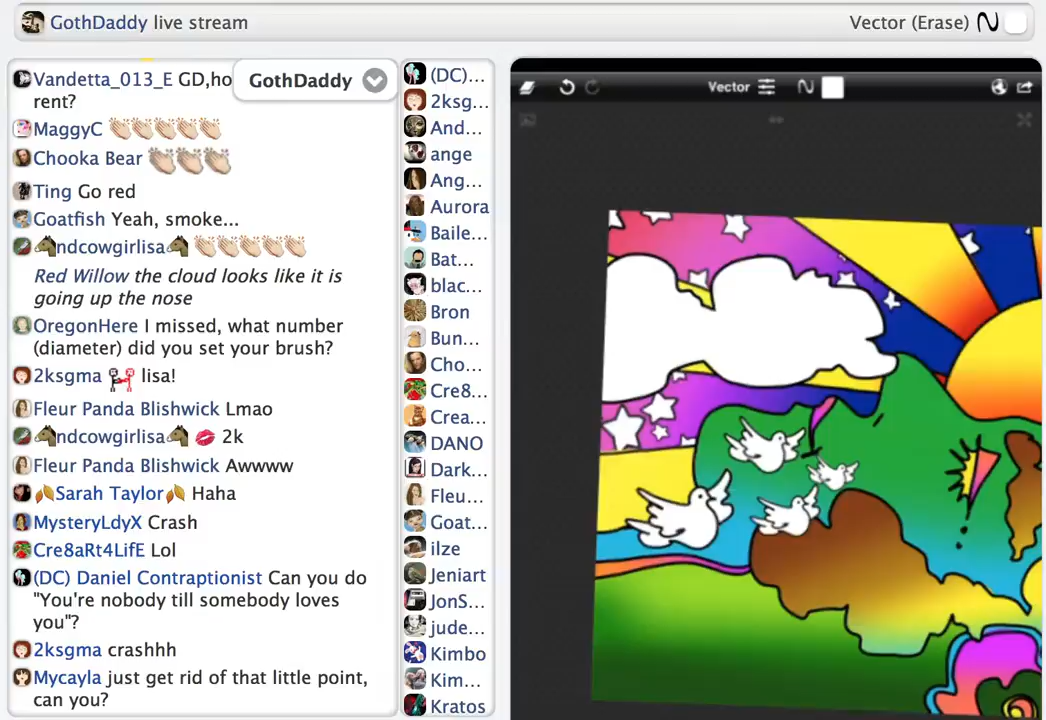 GothDaddy live stream
Vector (Erase)
Vandetta_013_E GD,ho
rent?
GothDaddy
MaggyC
Chooka Bear
Ting Go red
Goatfish Yeah, smoke...
ndcowgirlisa
Red Willow the cloud looks like it is
going up the nose
OregonHere I missed, what number
(diameter) did you set your brush?
2ksgma lisa!
Fleur Panda Blishwick Lmao
ndcowgirlisa 2k
Fleur Panda Blishwick Awwww
Sarah Taylor Haha
MysteryLdyX Crash
Cre8aRt4LifE Lol
(DC) Daniel Contraptionist Can you do
"You're nobody till somebody loves
you"?
2ksgma crashhh
Mycayla just get rid of that little point,
can you?
(DC)...
2ksg...
And...
ange
Ang...
Aurora
Baile...
Bat...
blac...
Bron
Bun...
Cho...
Cre8...
Crea...
DANO
Dark...
Fleu...
Goat...
ilze
Jeniart
JonS...
jude...
Kimbo
Kim...
Kratos
Vector